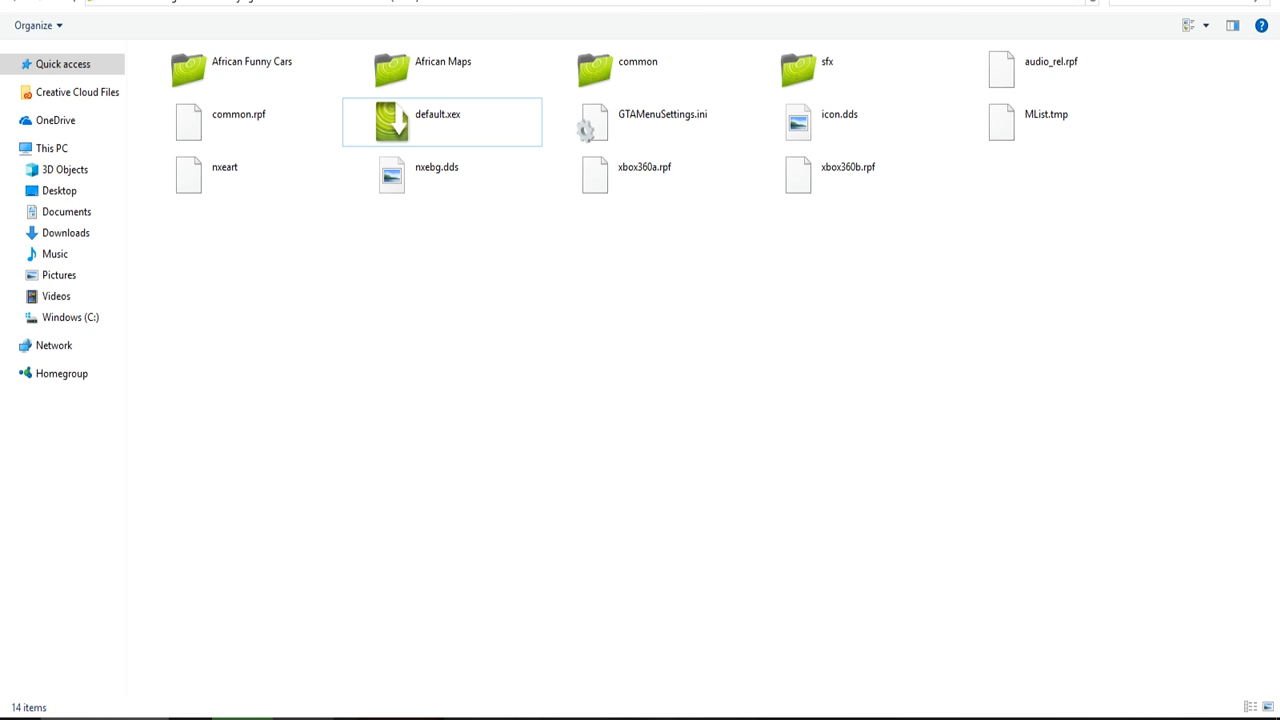 Organize
Quick access
Creative Cloud Files
OneDrive
This PC
3D Objects
Desktop
Documents
Downloads
Music
Pictures
Videos
Windows (C:)
Network
Homegroup
African Funny Cars
African Maps
common
sfx
audio_rel.rpf
common.rpf
default.xex
GTAMenuSettings.ini
icon.dds
MList.tmp
nxeart
nxebg.dds
xbox360a.rpf
xbox360b.rpf
14 items